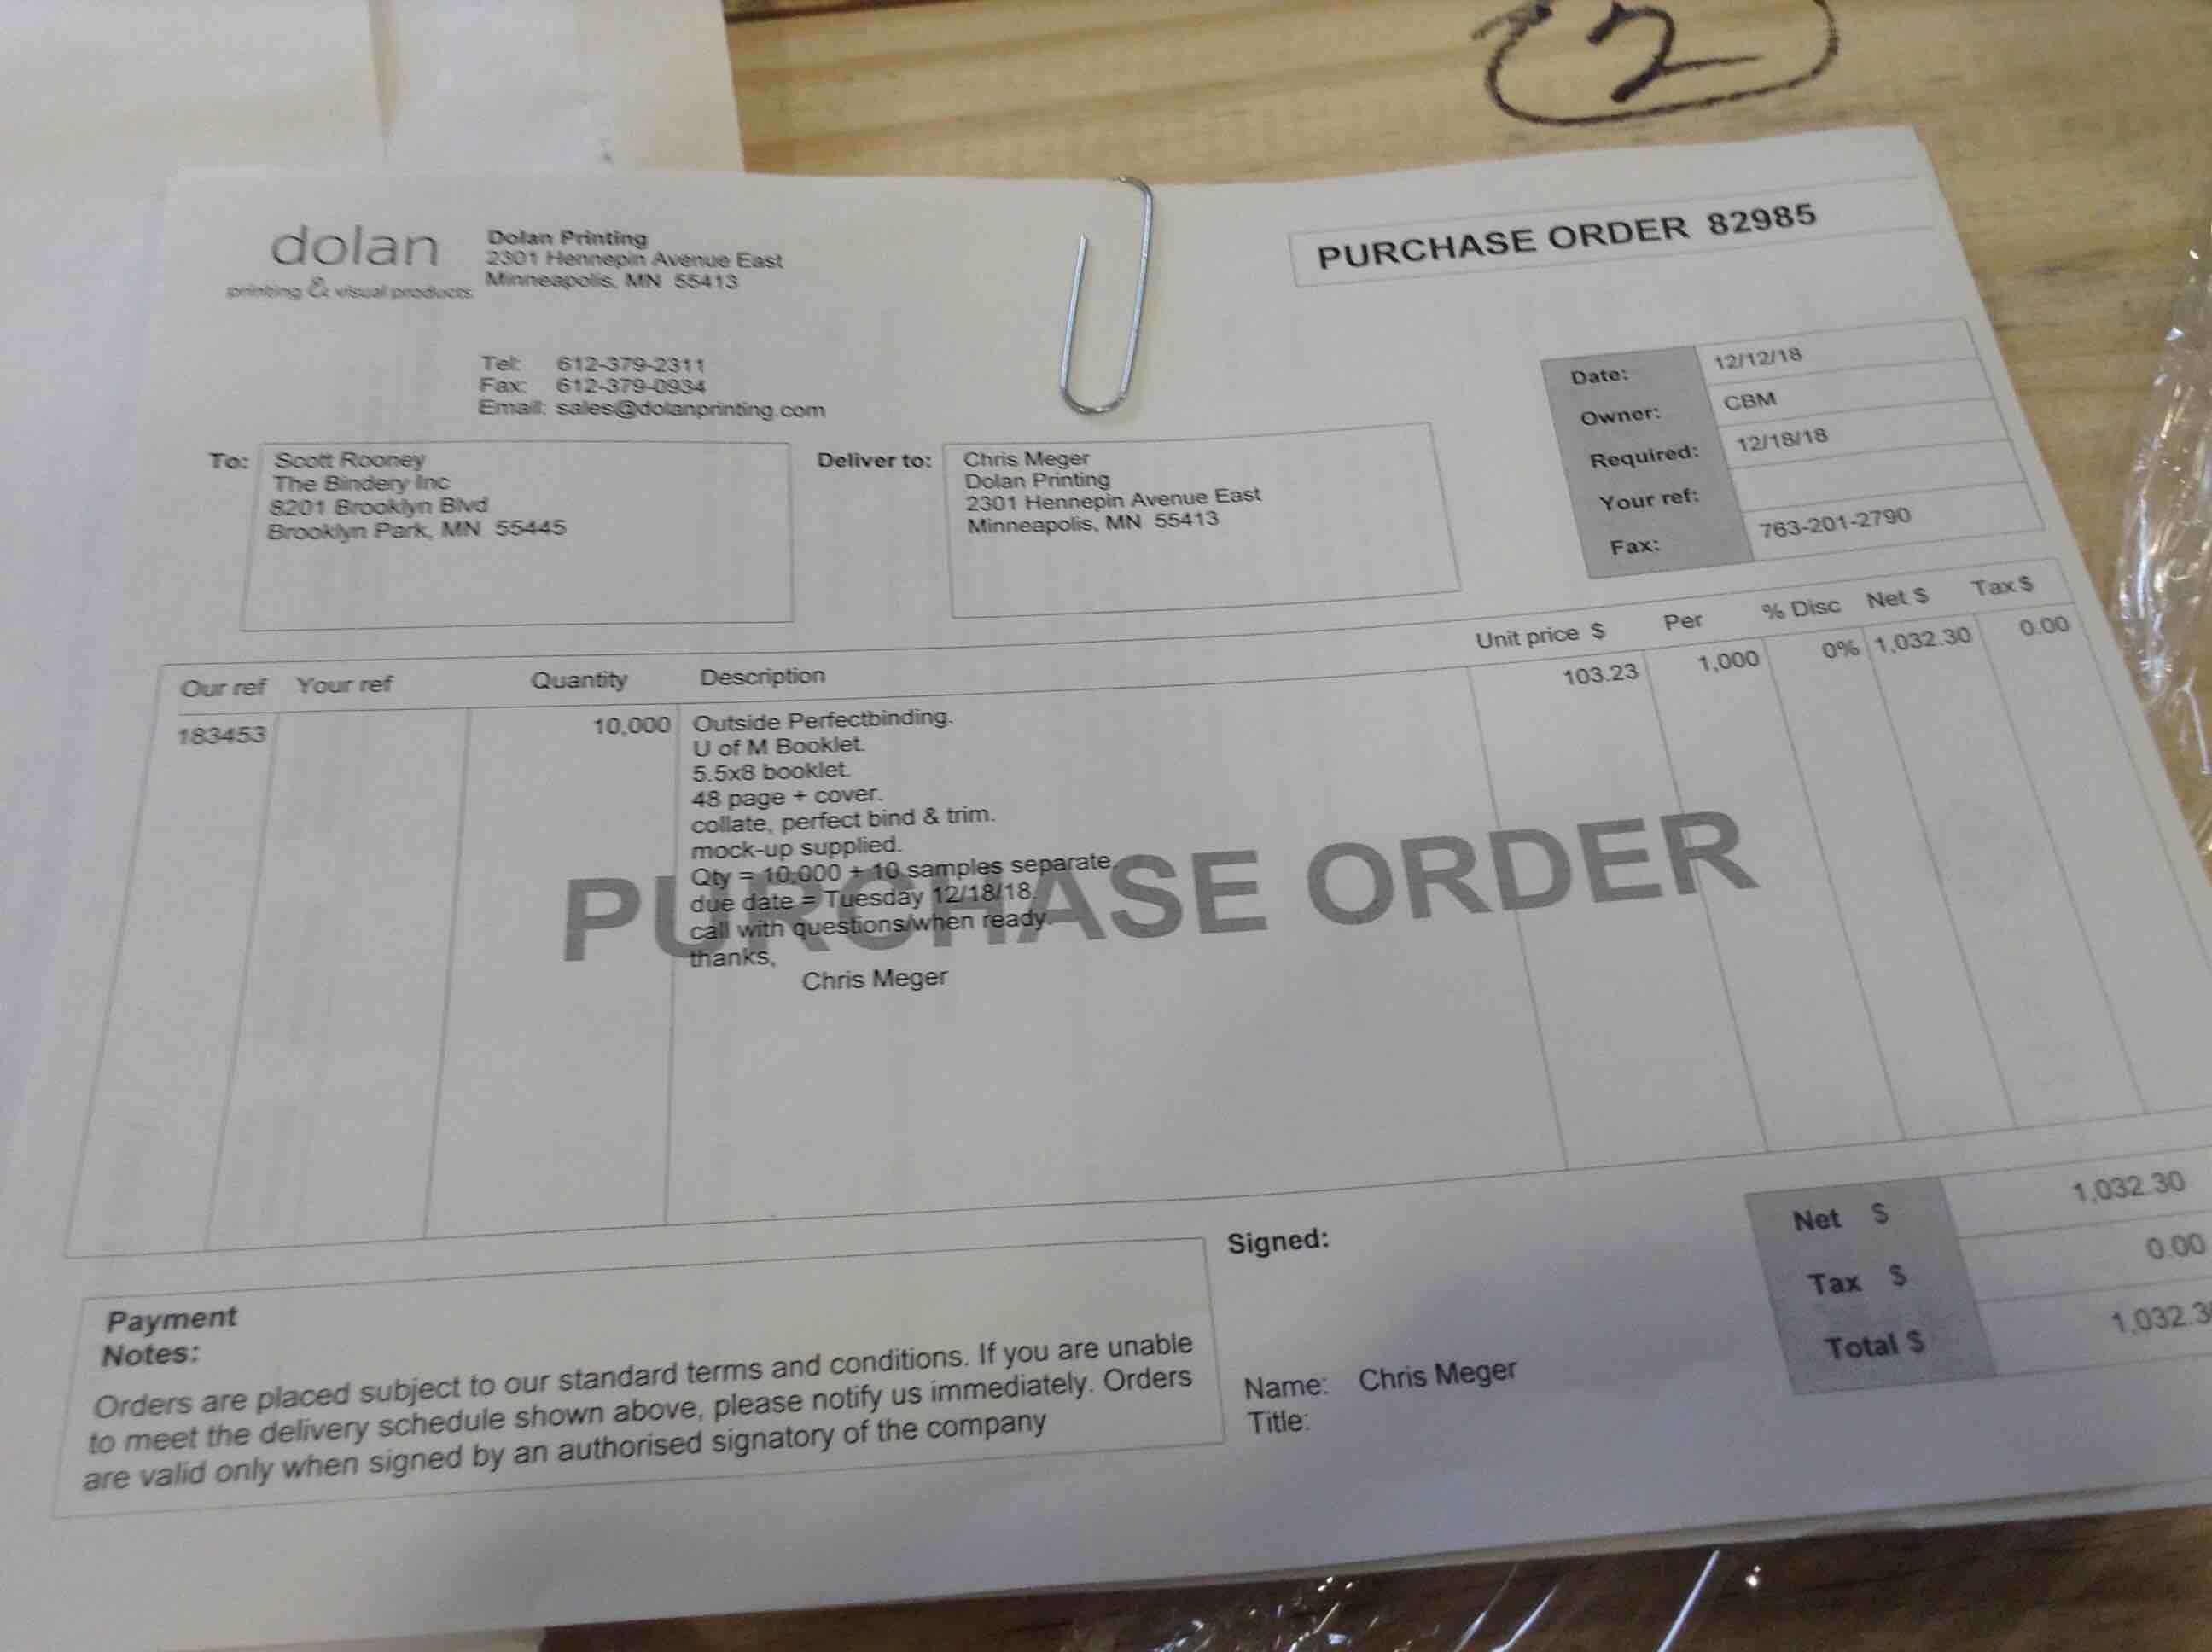 2
dolan
printing & visual products
Dolan Printing
2301 Hennepin Avenue East
Minneapolis, MN 55413
Tel: 612-379-2311
Fax: 612-379-0934
Email: sales@dolanprinting.com
PURCHASE ORDER 82985
Date: 12/12/18
Owner: CBM
Required: 12/18/18
Your ref:
Fax: 763-201-2790
To: Scott Rooney
The Bindery Inc
8201 Brooklyn Blvd
Brooklyn Park, MN 55445
Deliver to: Chris Meger
Dolan Printing
2301 Hennepin Avenue East
Minneapolis, MN 55413
Our ref Your ref Quantity Description Unit price $ Per % Disc Net $ Tax $
183453 10,000 Outside Perfectbinding. 103.23 1,000 0% 1,032.30 0.00
U of M Booklet.
5.5x8 booklet.
48 page + cover.
collate, perfect bind & trim.
mock-up supplied.
Qty = 10,000 + 10 samples separate.
due date = Tuesday 12/18/18.
call with questions/when ready.
thanks,
Chris Meger
PURCHASE ORDER
Payment
Notes:
Orders are placed subject to our standard terms and conditions. If you are unable
to meet the delivery schedule shown above, please notify us immediately. Orders
are valid only when signed by an authorised signatory of the company
Signed:
Name: Chris Meger
Title:
Net $ 1,032.30
Tax $ 0.00
Total $ 1,032.3